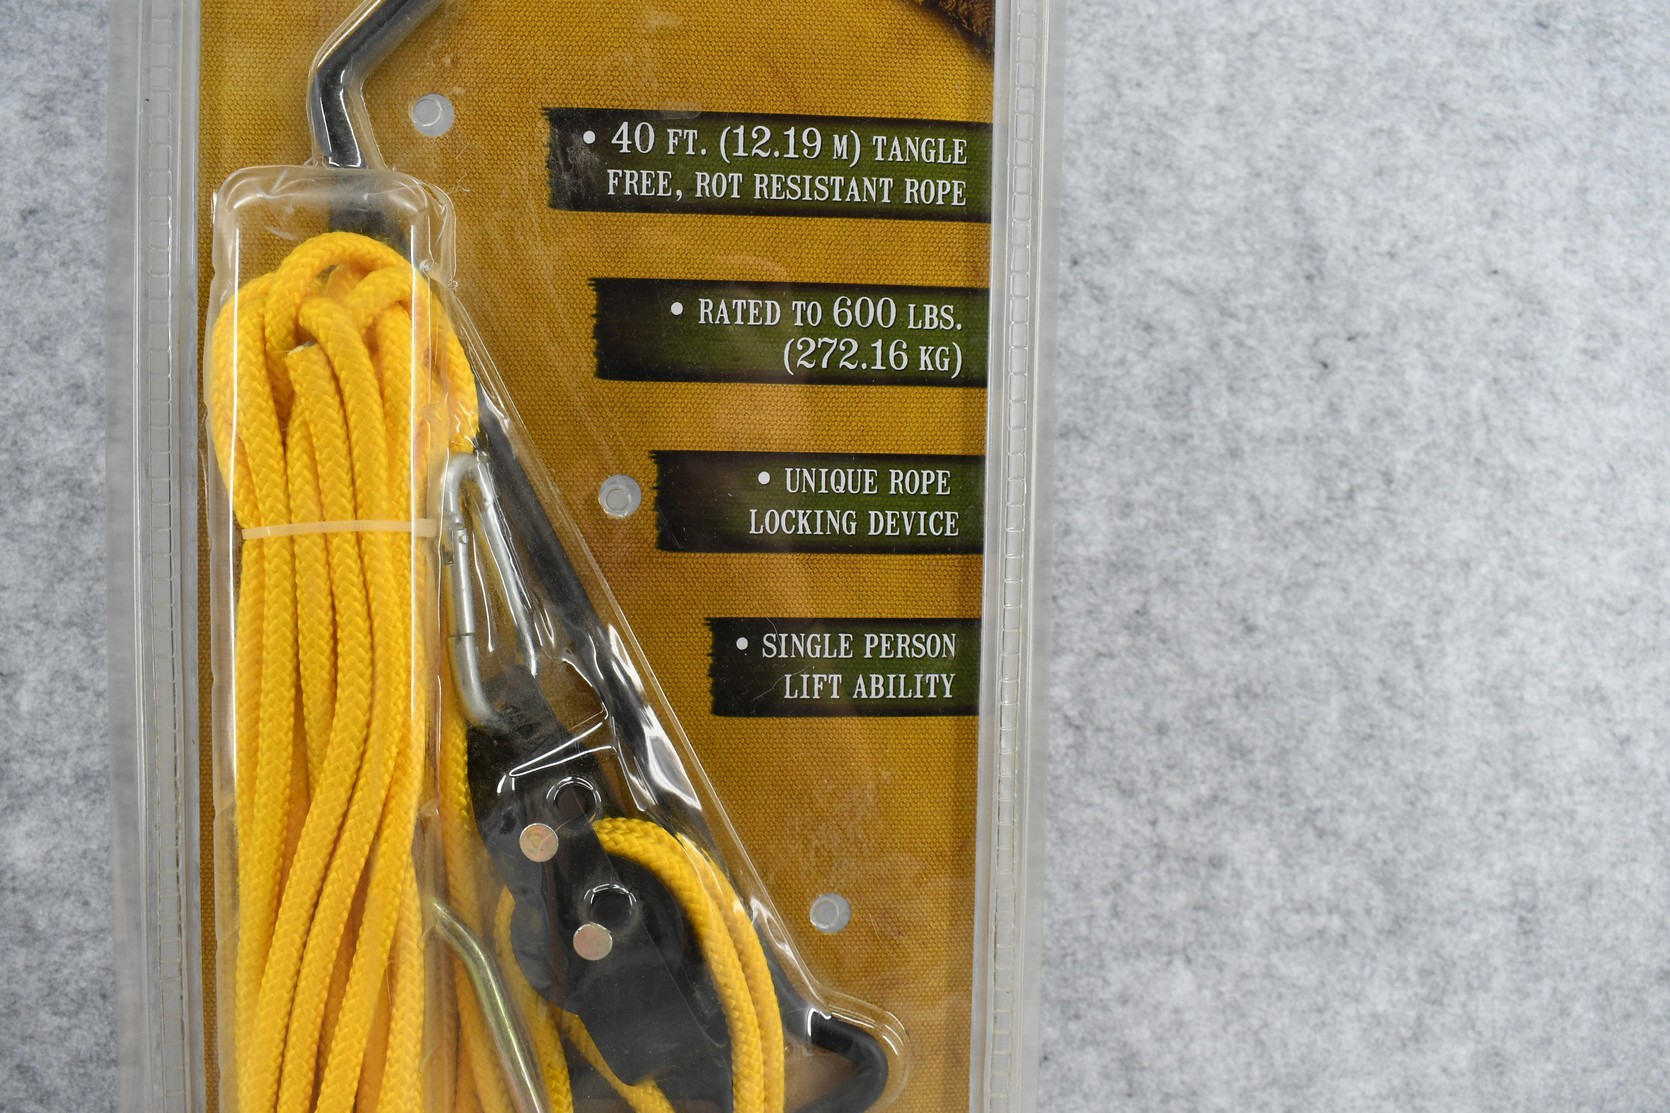 • 40 FT. (12.19 M) TANGLE
FREE, ROT RESISTANT ROPE
• RATED TO 600 LBS.
(272.16 KG)
• UNIQUE ROPE
LOCKING DEVICE
• SINGLE PERSON
LIFT ABILITY